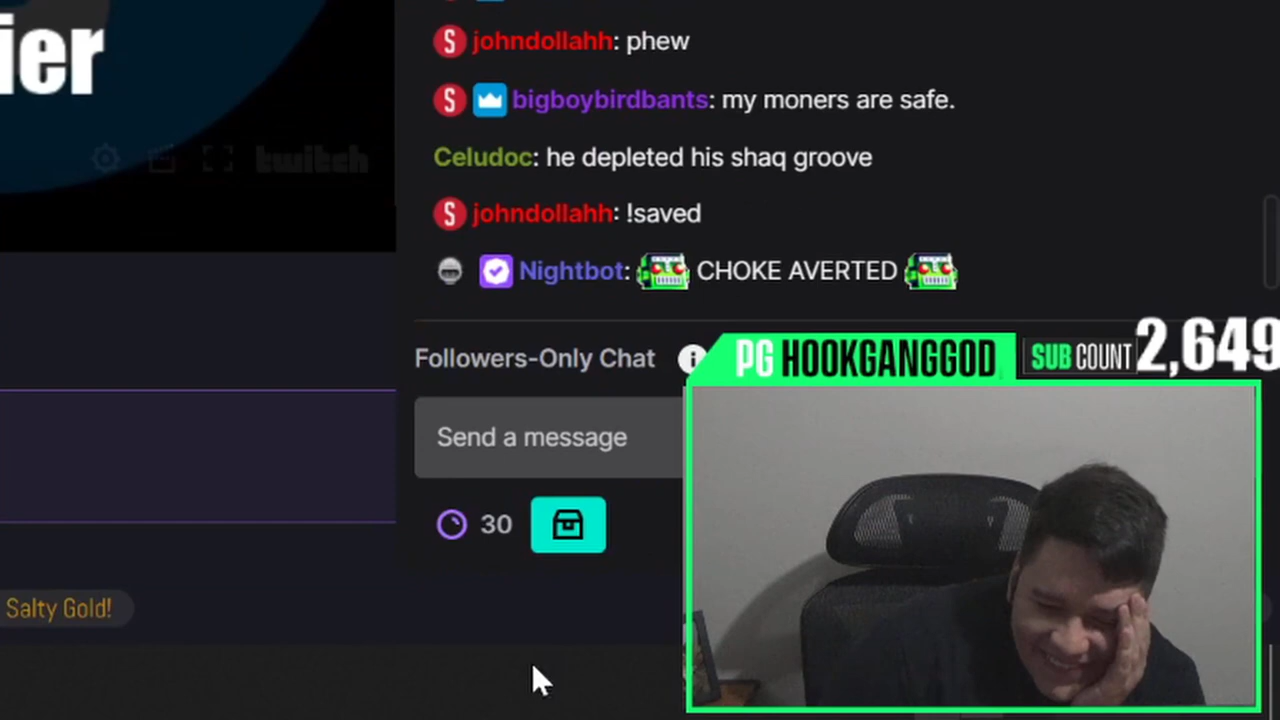 ier
twitch
johndollahh: phew
bigboybirdbants: my moners are safe.
Celudoc: he depleted his shaq groove
johndollahh: !saved
Nightbot: CHOKE AVERTED
Followers-Only Chat
Send a message
30
Salty Gold!
PG HOOKGANGGOD
SUB COUNT 2,649